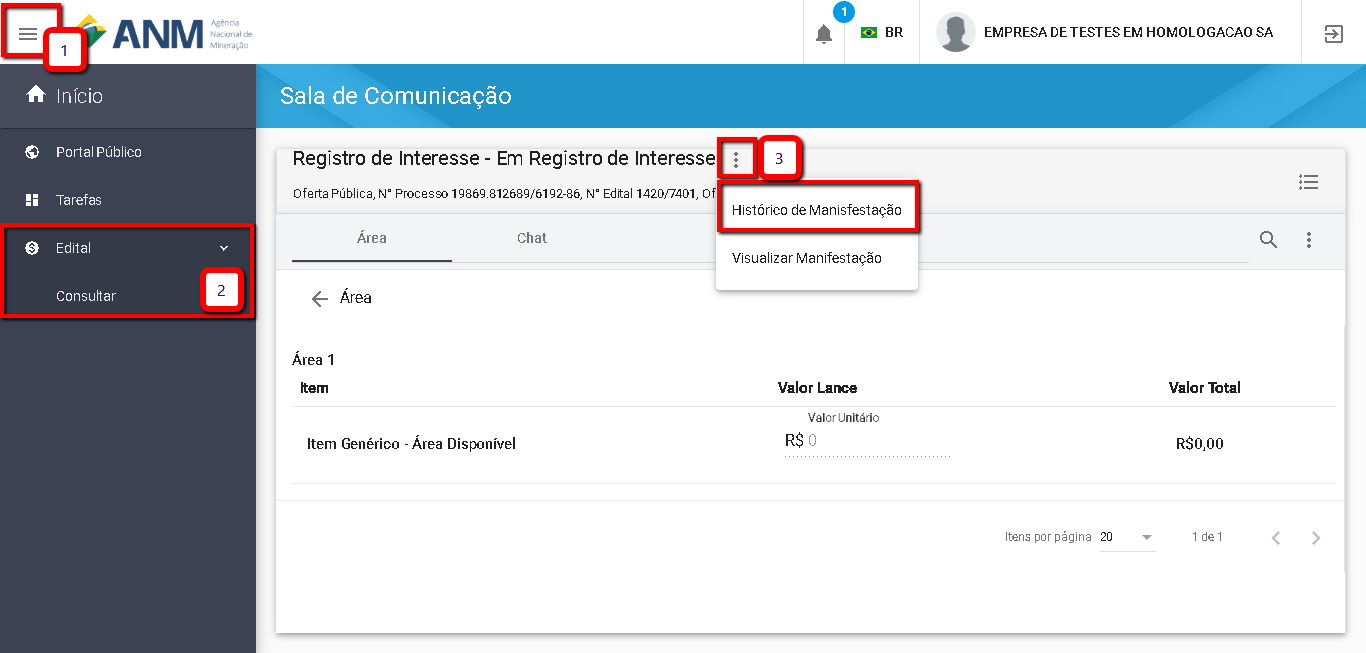 1
ANM
Agência
Nacional de
Mineração
1
BR
EMPRESA DE TESTES EM HOMOLOGACAO SA
Início
Portal Público
Tarefas
Edital
Consultar
2
Sala de Comunicação
Registro de Interesse - Em Registro de Interesse
3
Oferta Pública, N° Processo 19869.812689/6192-86, N° Edital 1420/7401, Of
Histórico de Manisfestação
Visualizar Manifestação
Área
Chat
Área
Área 1
Item
Valor Lance
Valor Total
Valor Unitário
Item Genérico - Área Disponível
R$ 0
R$0,00
Itens por página
20
1 de 1